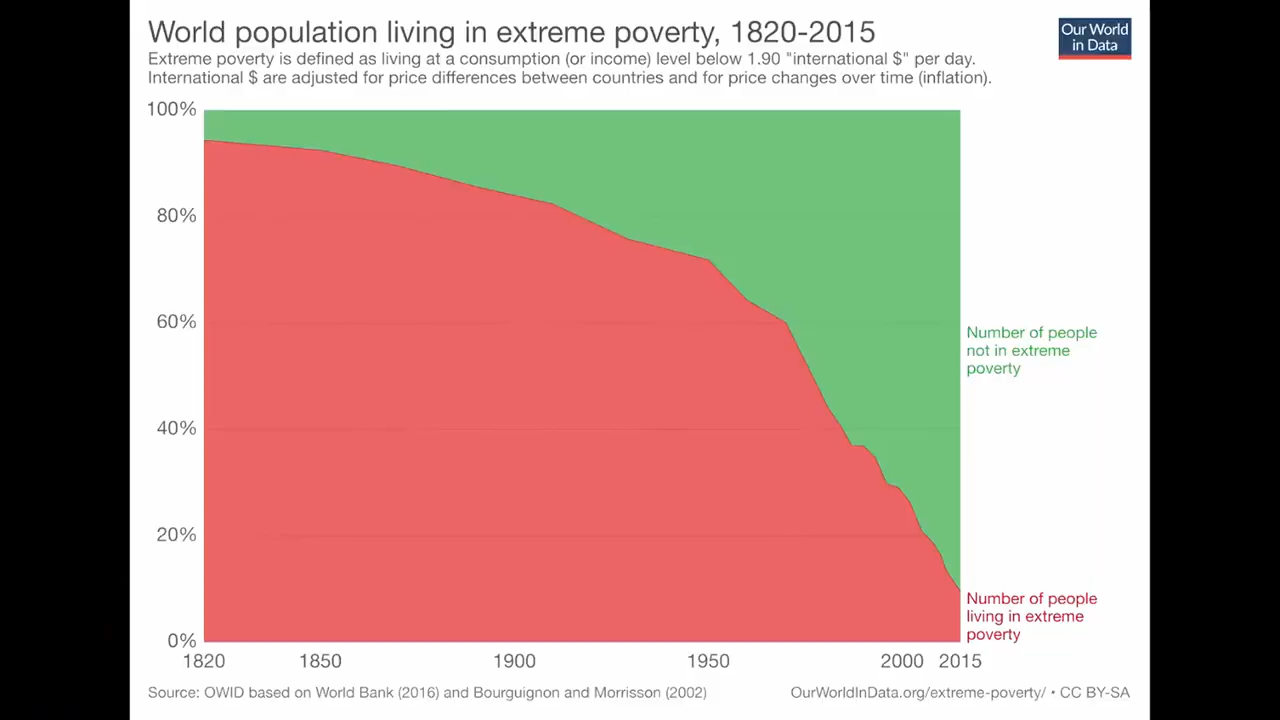 World population living in extreme poverty, 1820-2015
Our World
in Data
Extreme poverty is defined as living at a consumption (or income) level below 1.90 "international $" per day.
International $ are adjusted for price differences between countries and for price changes over time (inflation).
100%
80%
60%
40%
20%
0%
Number of people
not in extreme
poverty
Number of people
living in extreme
poverty
1820 1850 1900 1950 2000 2015
Source: OWID based on World Bank (2016) and Bourguignon and Morrisson (2002)
OurWorldInData.org/extreme-poverty/ • CC BY-SA